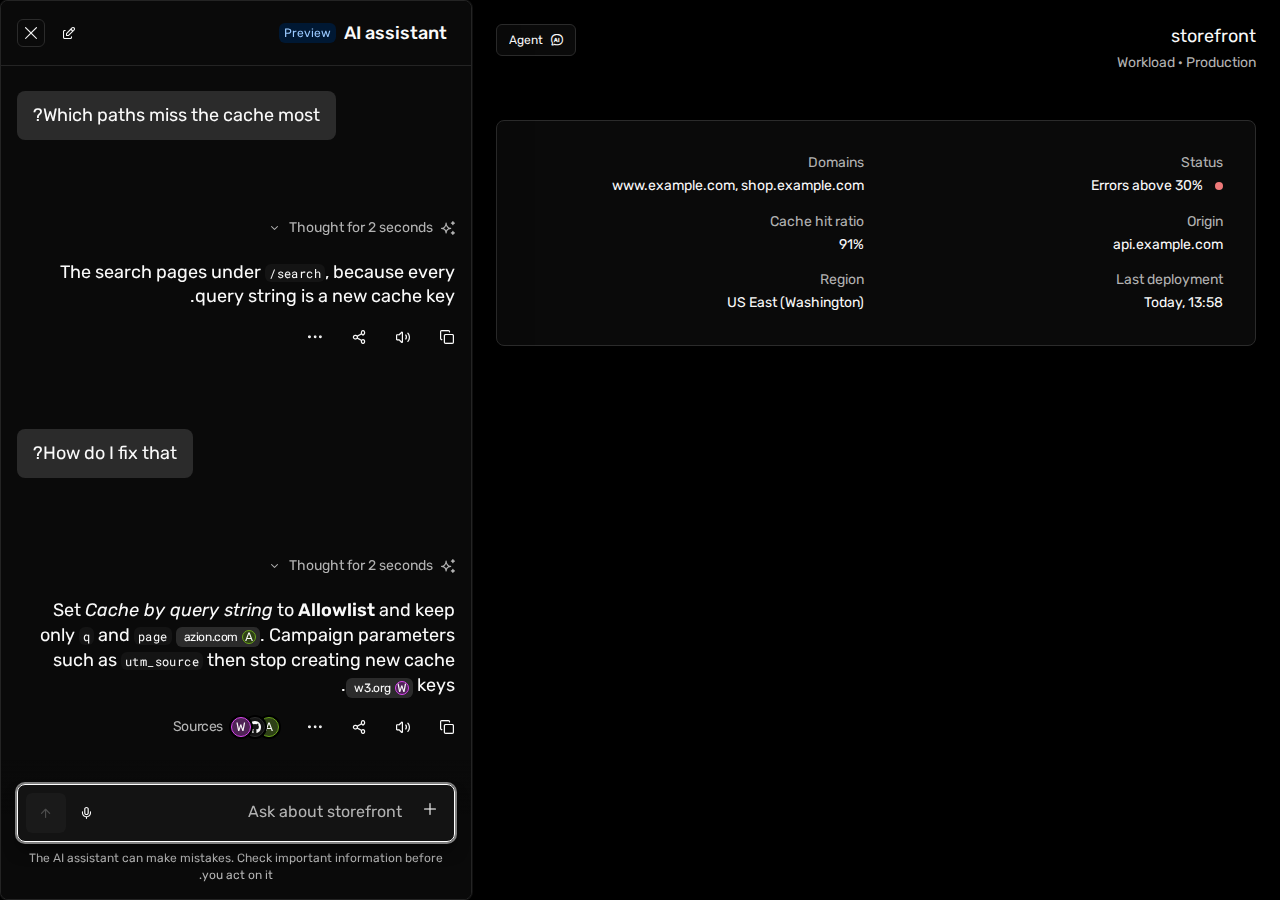 AI assistant
Preview
Which paths miss the cache most?
Thought for 2 seconds
The search pages under /search, because every
query string is a new cache key.
How do I fix that?
Thought for 2 seconds
Set Cache by query string to Allowlist and keep
only q and page azion.com A. Campaign parameters
such as utm_source then stop creating new cache
keys w3.org W.
Sources W A
Ask about storefront
The AI assistant can make mistakes. Check important information before
you act on it.
storefront
Workload • Production
Agent AI
Status
Errors above 30%
Domains
www.example.com, shop.example.com
Origin
api.example.com
Cache hit ratio
91%
Last deployment
Today, 13:58
Region
US East (Washington)